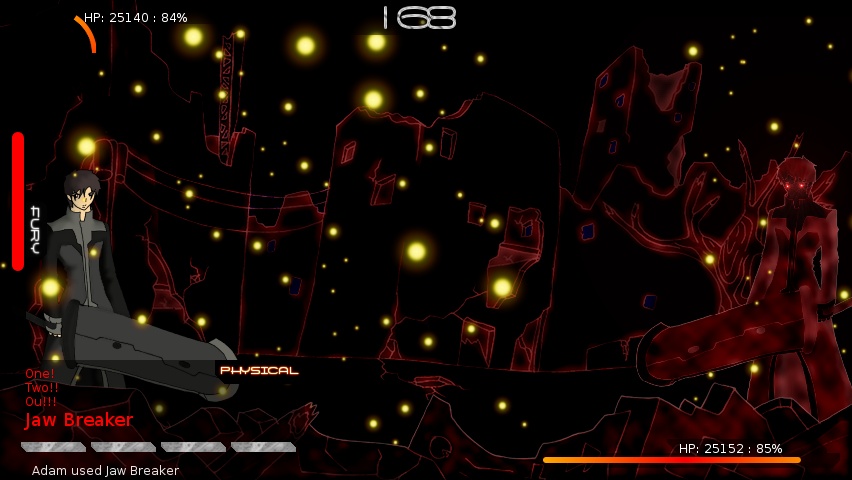 HP: 25140 : 84%
168
FURY
PHYSICAL
One!
Two!!
Ou!!!
Jaw Breaker
HP: 25152 : 85%
Adam used Jaw Breaker